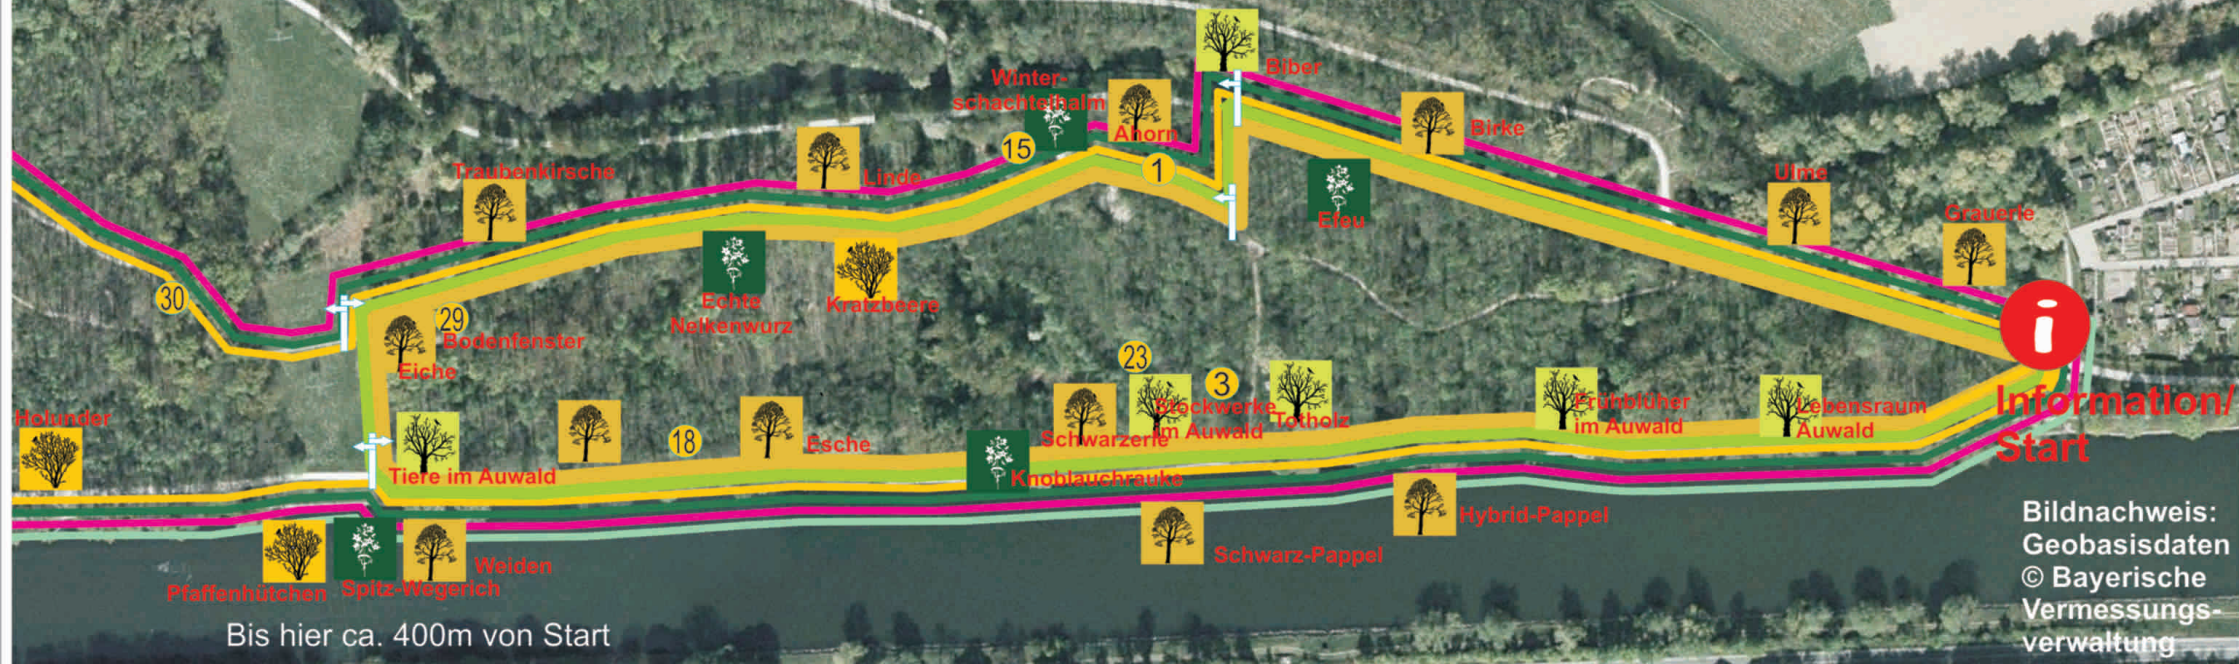 Biber
Winter-
schachtelhalm
Ahorn
Birke
15
1
Traubenkirsche
Linde
Ulme
Efeu
Grauerle
30
Echte
Nelkenwurz
Kratzbeere
29
Bodenfenster
Eiche
23
3
Information/
Start
Holunder
Stockwerke
im Auwald
Totholz
Frühblüher
im Auwald
Lebensraum
Auwald
18
Esche
Schwarzerle
Tiere im Auwald
Knoblauchrauke
Hybrid-Pappel
Schwarz-Pappel
Weiden
Pfaffenhütchen
Spitz-Wegerich
Bis hier ca. 400m von Start
Bildnachweis:
Geobasisdaten
© Bayerische
Vermessungs-
verwaltung